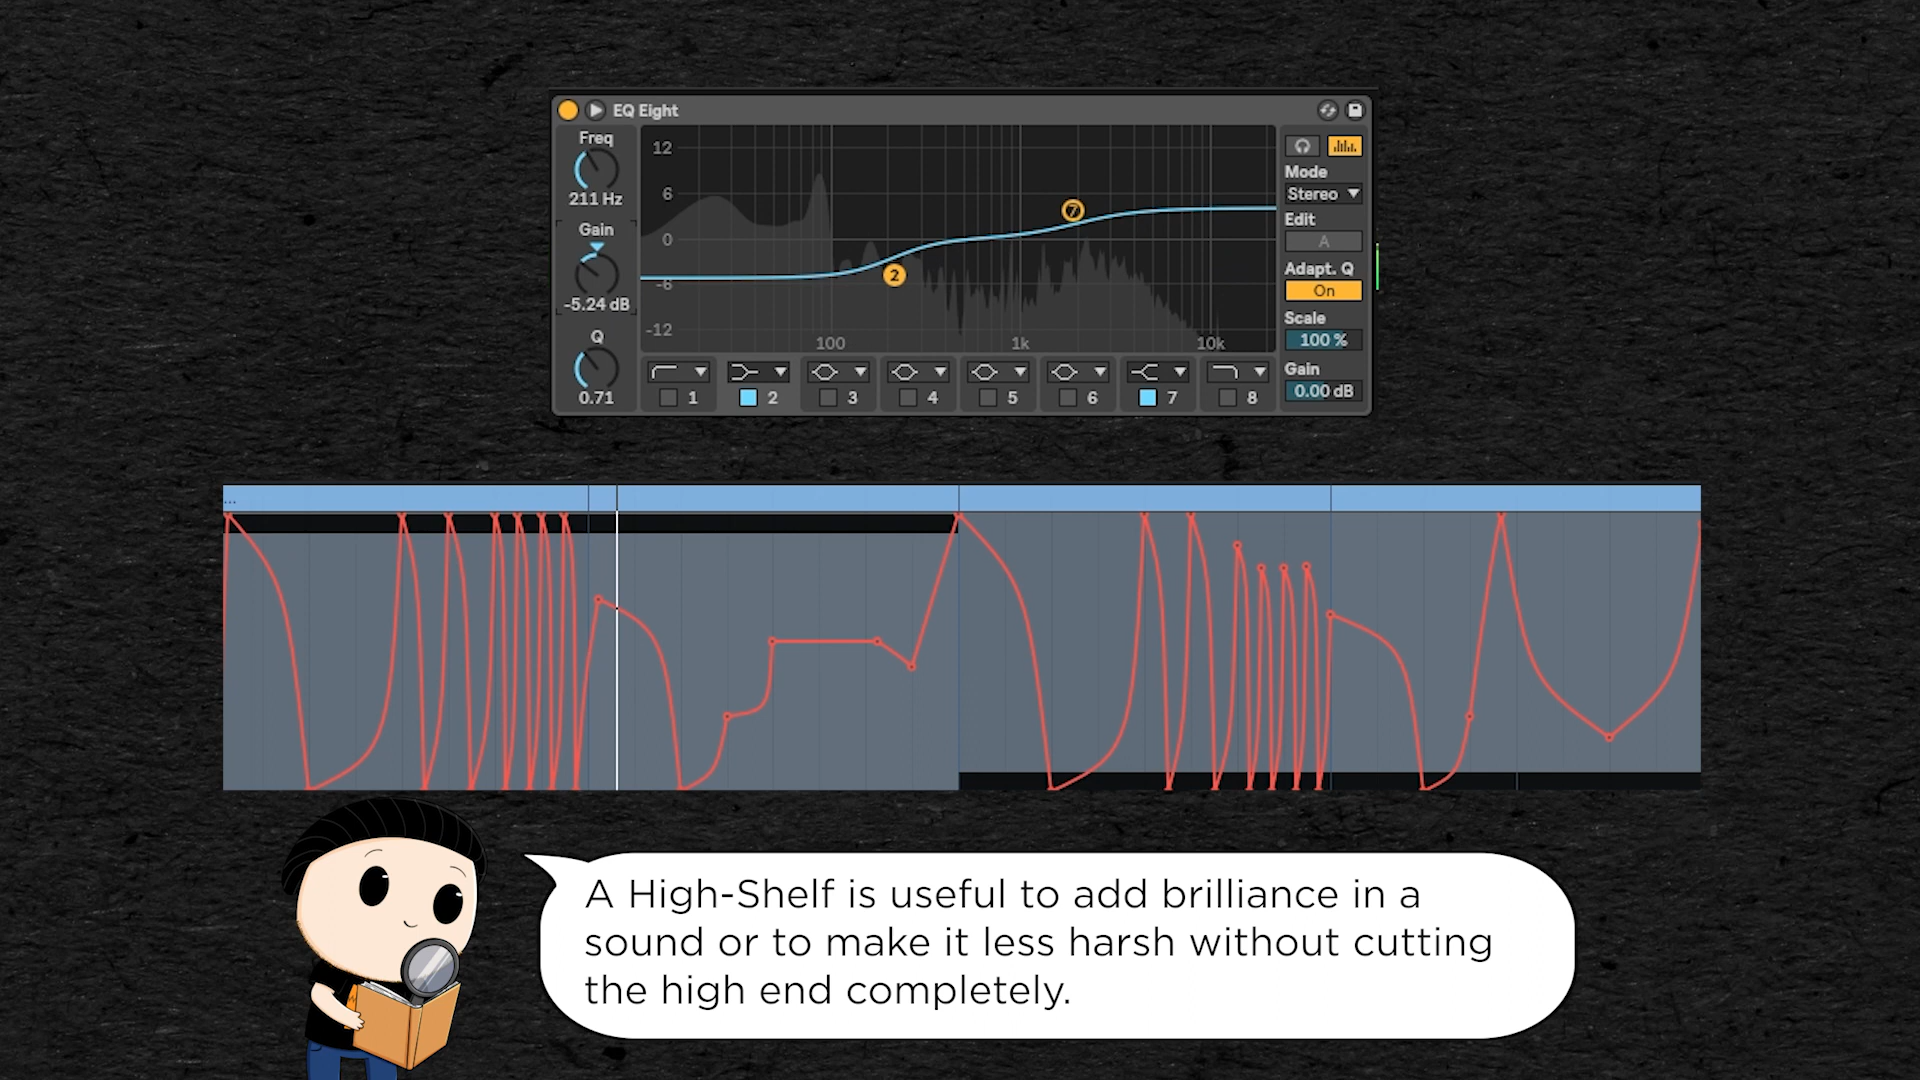 EQ Eight
Freq
211 Hz
Gain
-5.24 dB
Q
0.71
12
6
0
-6
-12
100
1k
10k
7
2
1
2
3
4
5
6
7
8
Mode
Stereo
Edit
A
Adapt. Q
On
Scale
100 %
Gain
0.00 dB
...
A High-Shelf is useful to add brilliance in a
sound or to make it less harsh without cutting
the high end completely.